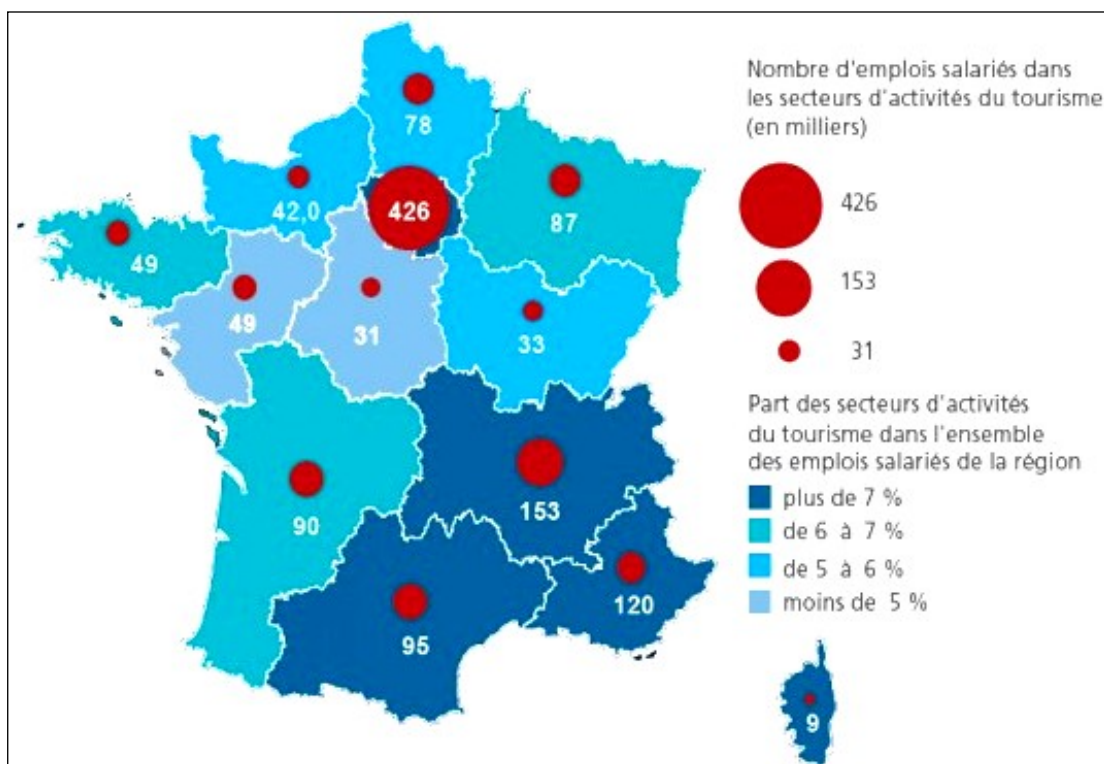 Nombre d'emplois salariés dans
les secteurs d'activités du tourisme
(en milliers)
426
153
31
Part des secteurs d'activités
du tourisme dans l'ensemble
des emplois salariés de la région
plus de 7 %
de 6 à 7 %
de 5 à 6 %
moins de 5 %
78
42,0
426
87
49
49
31
33
90
153
95
120
9